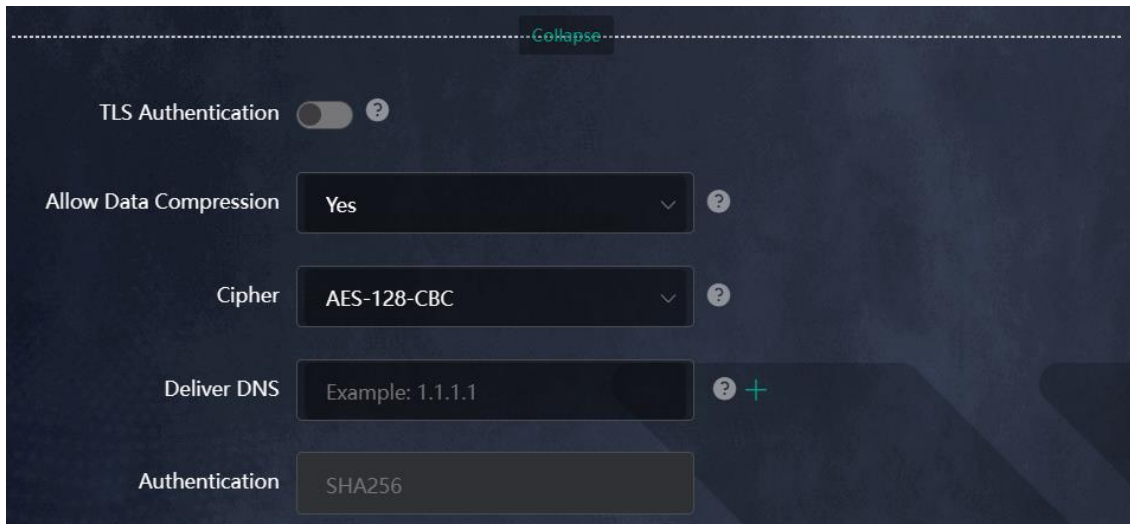 Collapse
TLS Authentication ?
Allow Data Compression Yes ?
Cipher AES-128-CBC ?
Deliver DNS Example: 1.1.1.1 ? +
Authentication SHA256